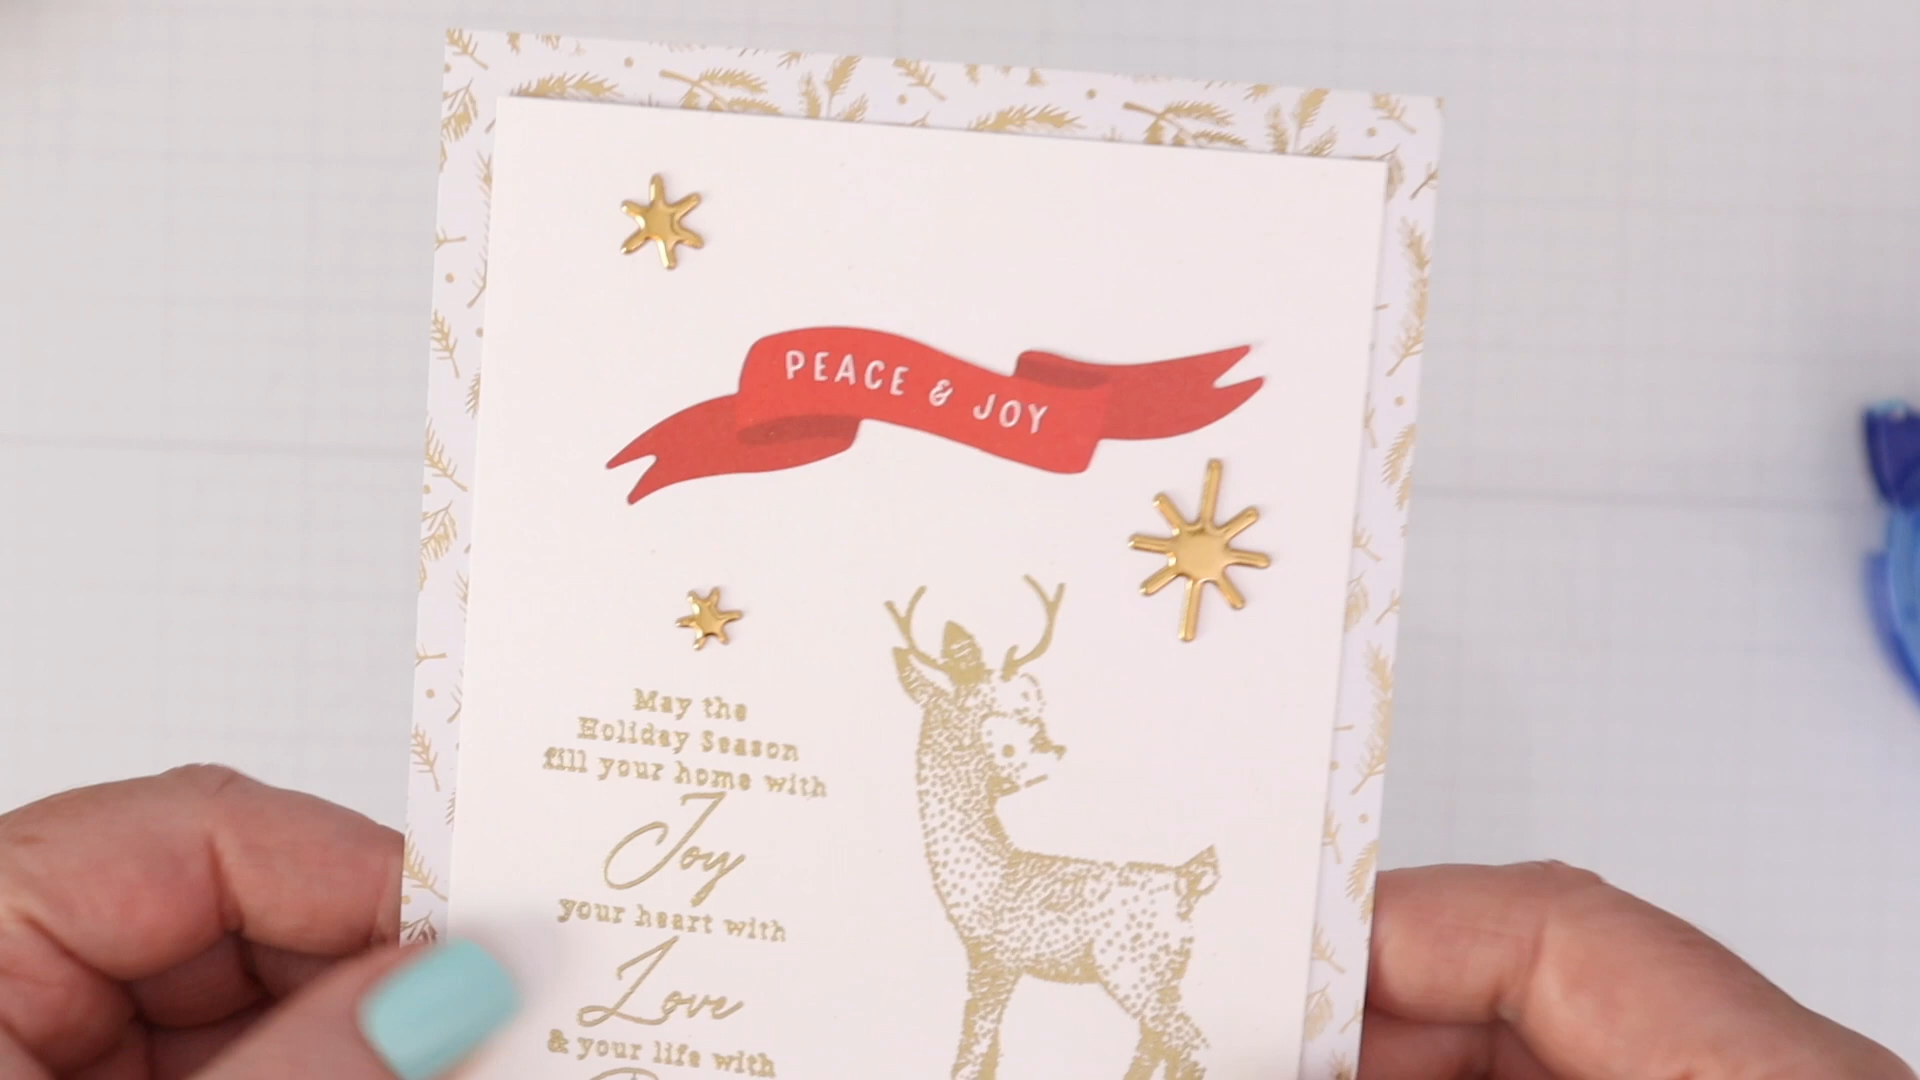 PEACE & JOY
May the
Holiday Season
fill your home with
Joy
your heart with
Love
& your life with